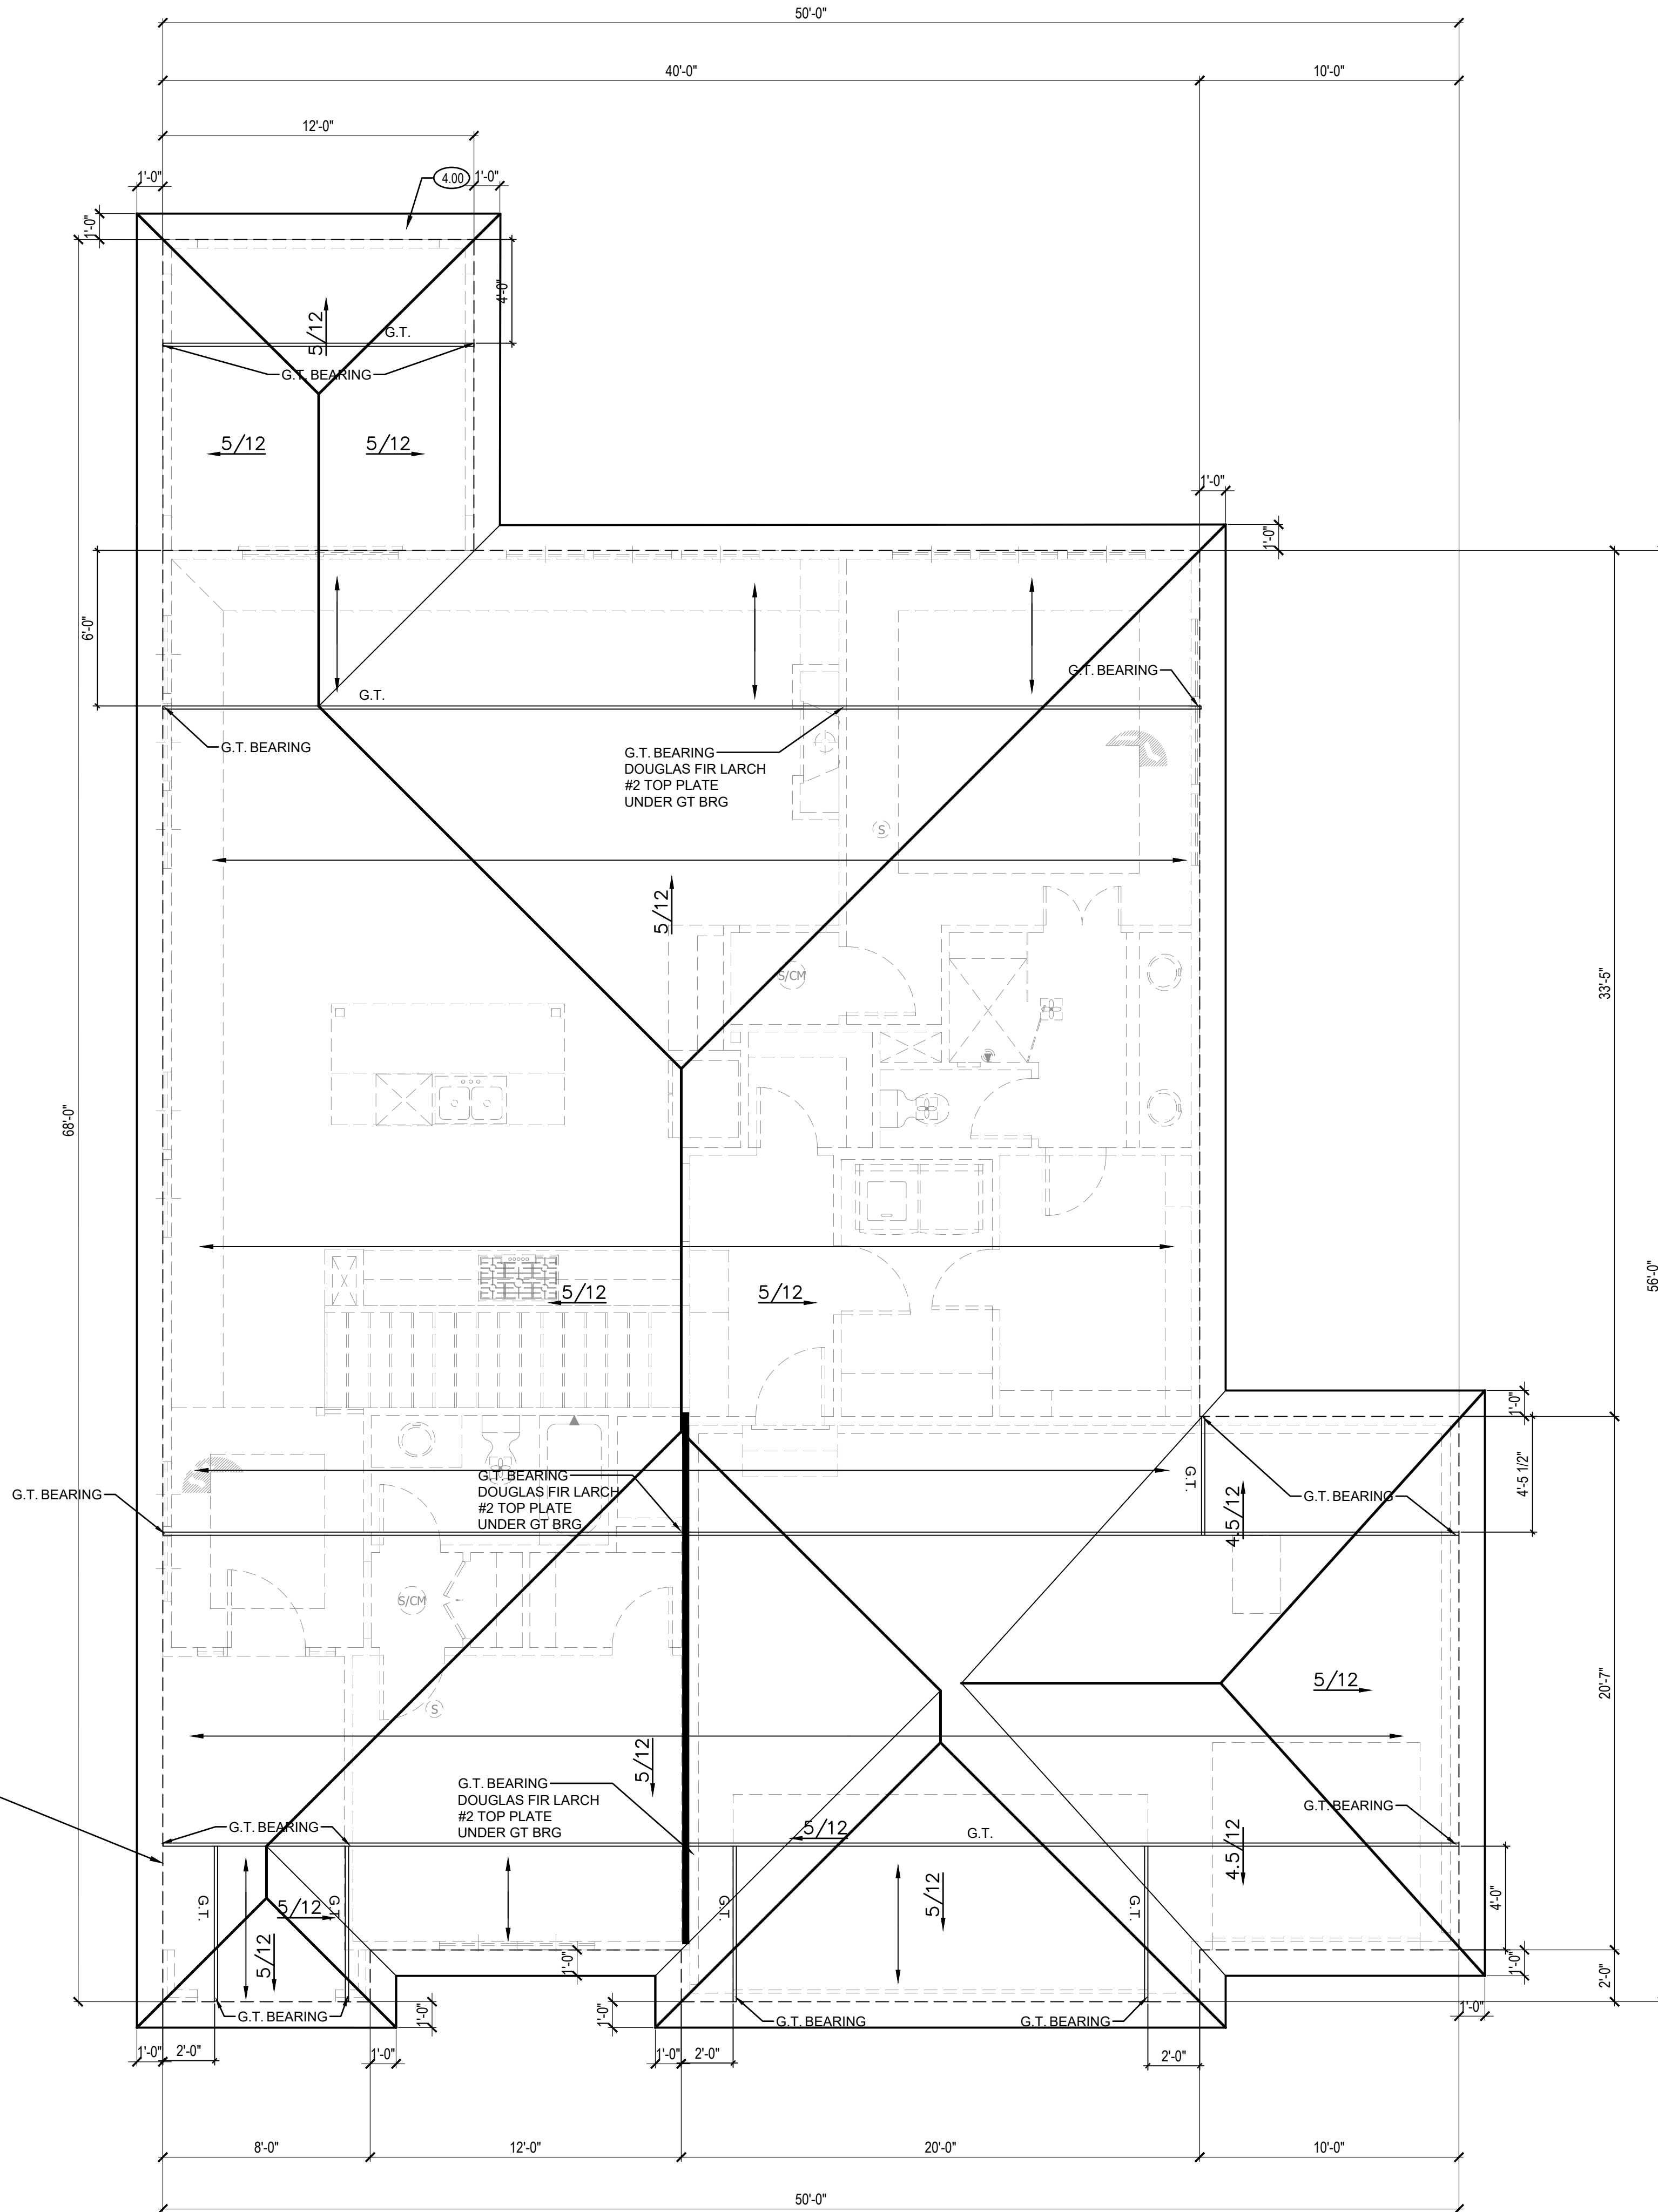 50'-0"
40'-0"
10'-0"
12'-0"
1'-0"
4.00
1'-0"
1'-0"
4'-0"
5/12
G.T.
G.T. BEARING
5/12
5/12
1'-0"
1'-0"
6'-0"
G.T. BEARING
G.T.
G.T. BEARING
G.T. BEARING
DOUGLAS FIR LARCH
#2 TOP PLATE
UNDER GT BRG
S
5/12
S/CM
33'-5"
68'-0"
56'-0"
5/12
5/12
1'-0"
4'-5 1/2"
G.T. BEARING
G.T. BEARING
DOUGLAS FIR LARCH
#2 TOP PLATE
UNDER GT BRG
G.T.
4.5/12
G.T. BEARING
S/CM
S
5/12
20'-7"
5/12
G.T. BEARING
DOUGLAS FIR LARCH
#2 TOP PLATE
UNDER GT BRG
G.T. BEARING
5/12
G.T.
G.T. BEARING
4.5/12
4'-0"
G.T.
5/12
G.T.
5/12
G.T.
5/12
G.T.
1'-0"
1'-0"
2'-0"
G.T. BEARING
1'-0"
1'-0"
G.T. BEARING
G.T. BEARING
1'-0"
1'-0"
2'-0"
1'-0"
1'-0"
2'-0"
2'-0"
8'-0"
12'-0"
20'-0"
10'-0"
50'-0"